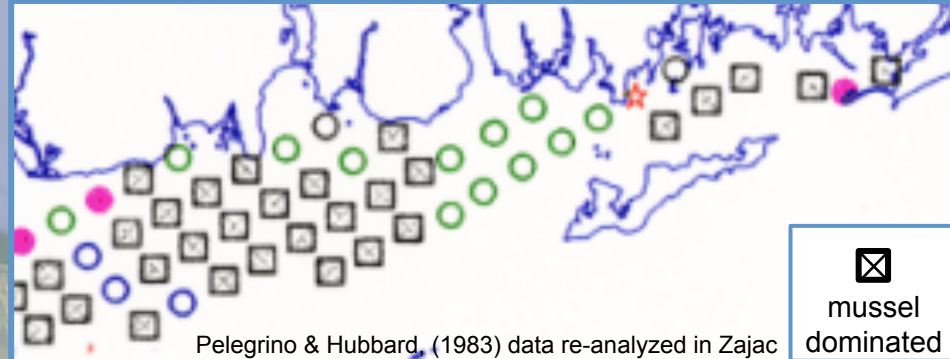 Pelegrino & Hubbard, (1983) data re-analyzed in Zajac
mussel
dominated